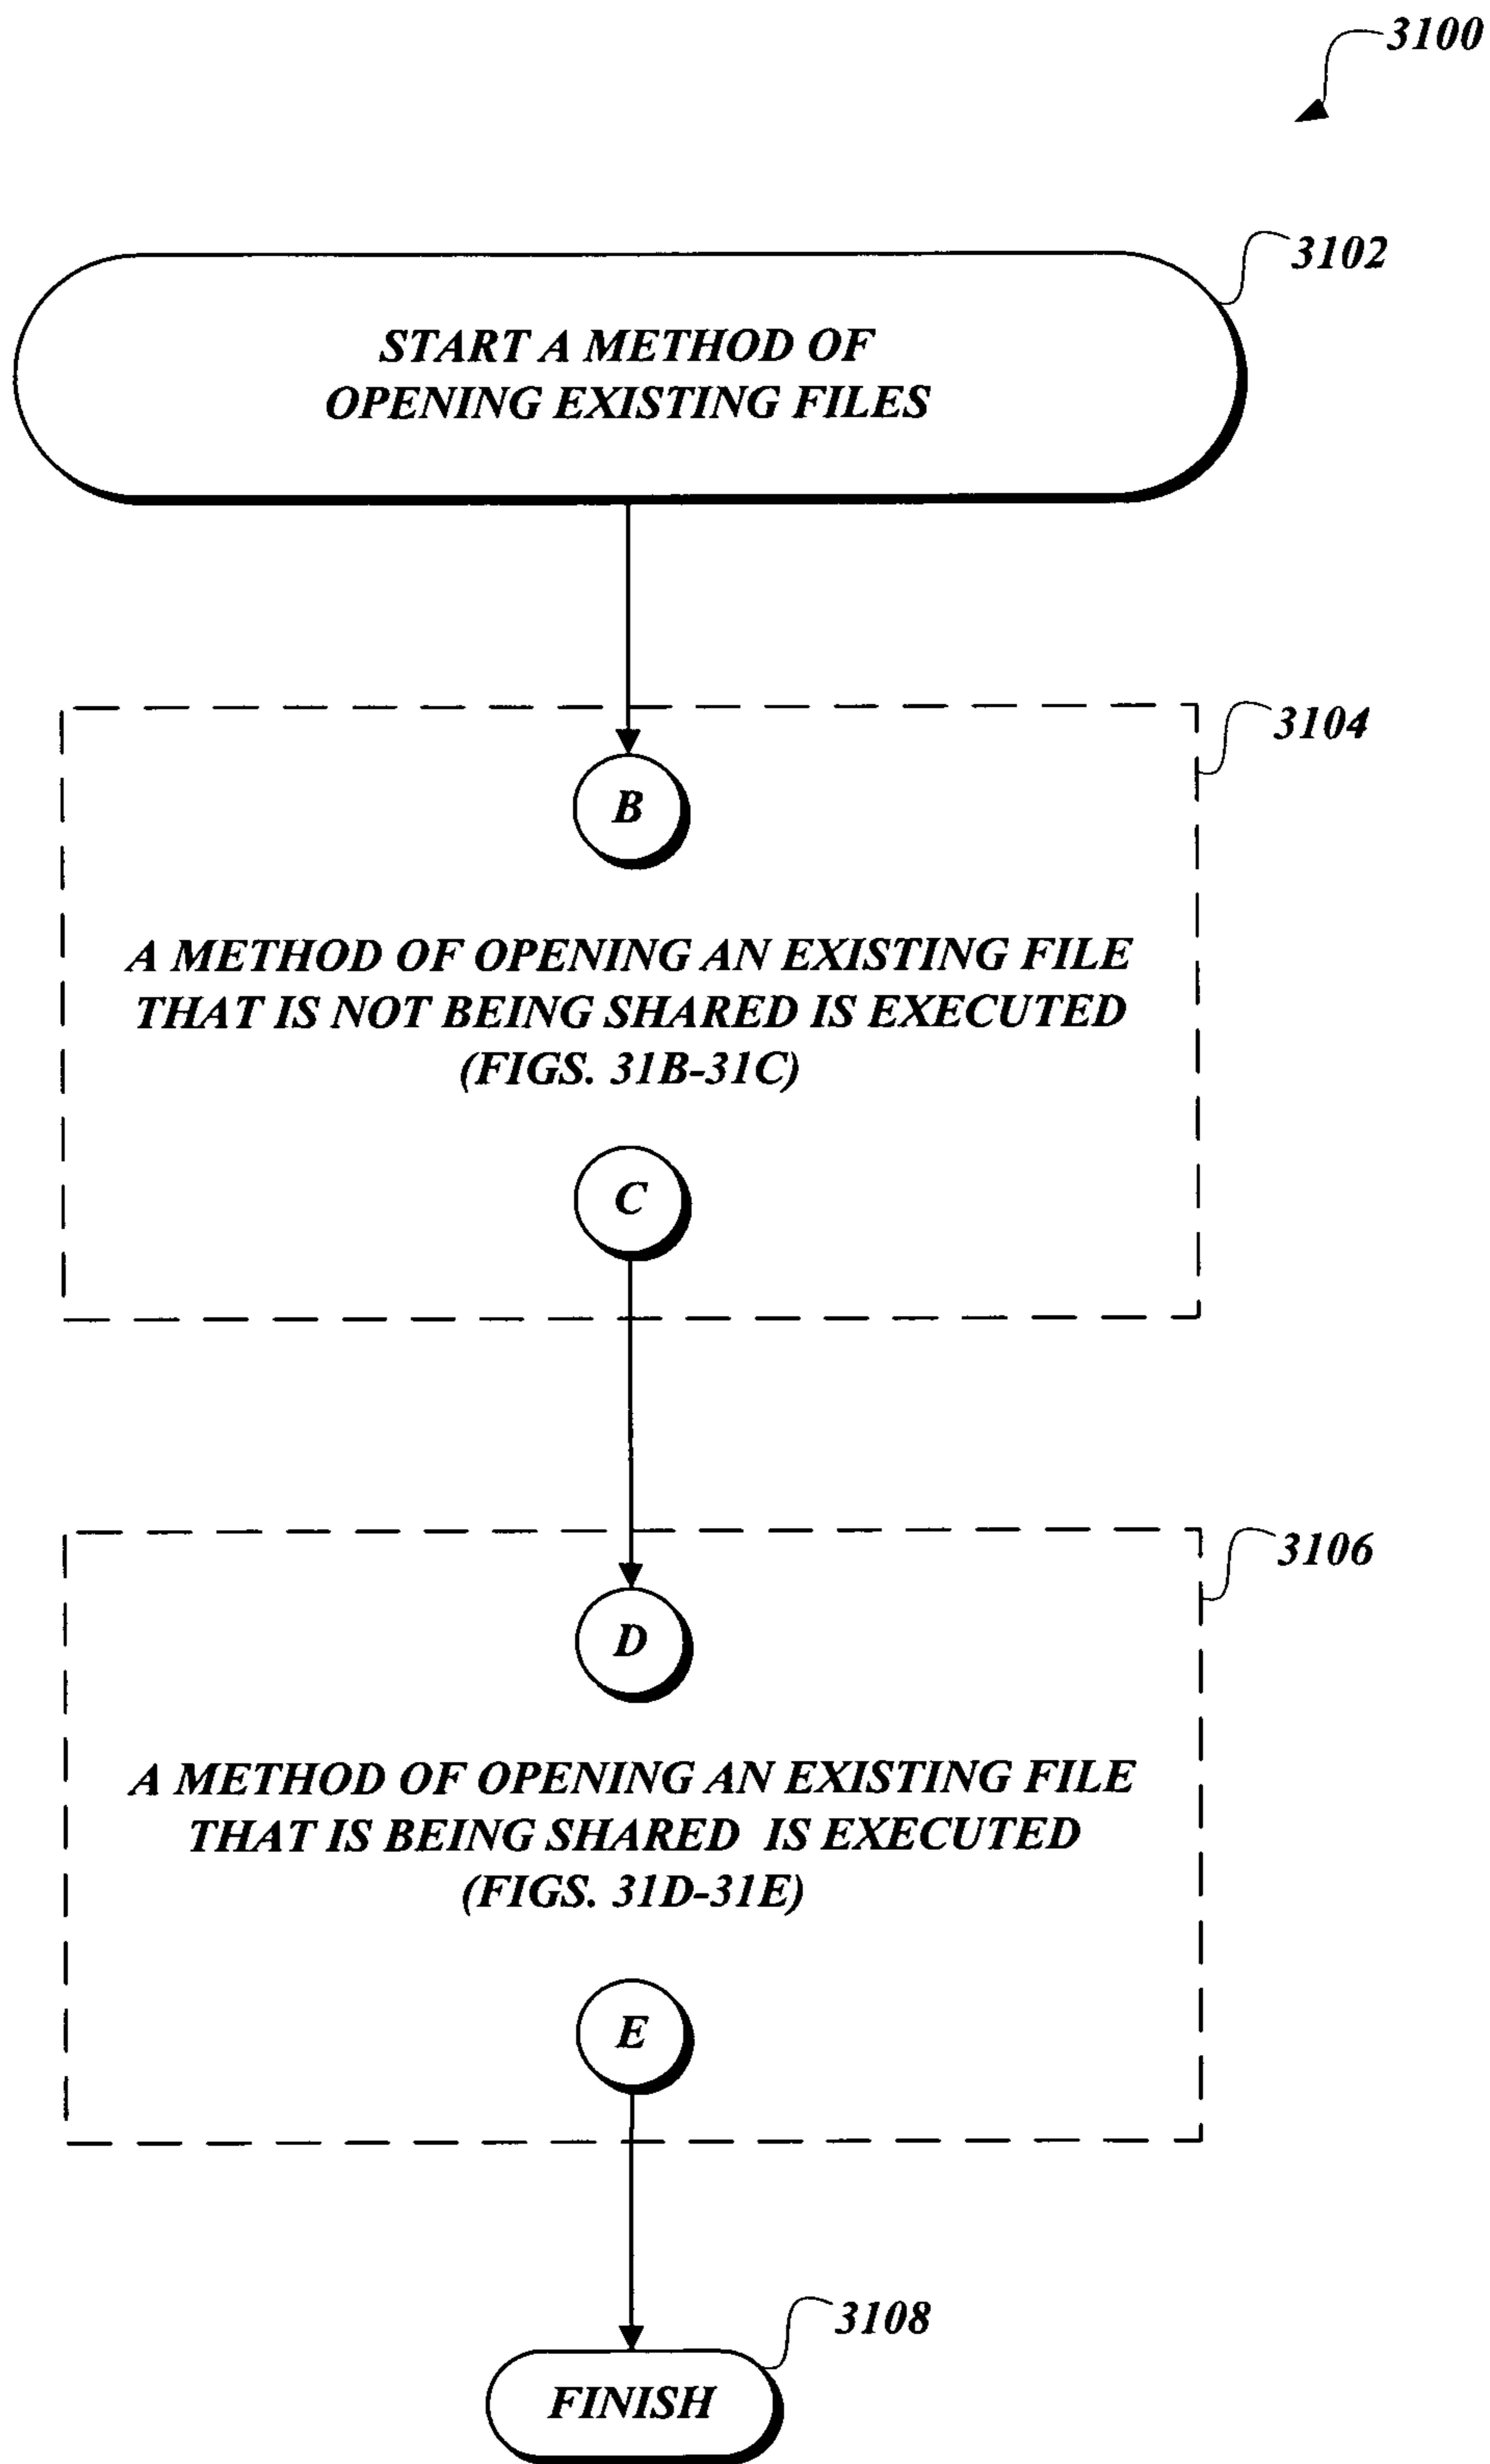 3100
3102
START A METHOD OF
OPENING EXISTING FILES
3104
B
A METHOD OF OPENING AN EXISTING FILE
THAT IS NOT BEING SHARED IS EXECUTED
(FIGS. 31B-31C)
C
3106
D
A METHOD OF OPENING AN EXISTING FILE
THAT IS BEING SHARED IS EXECUTED
(FIGS. 31D-31E)
E
3108
FINISH